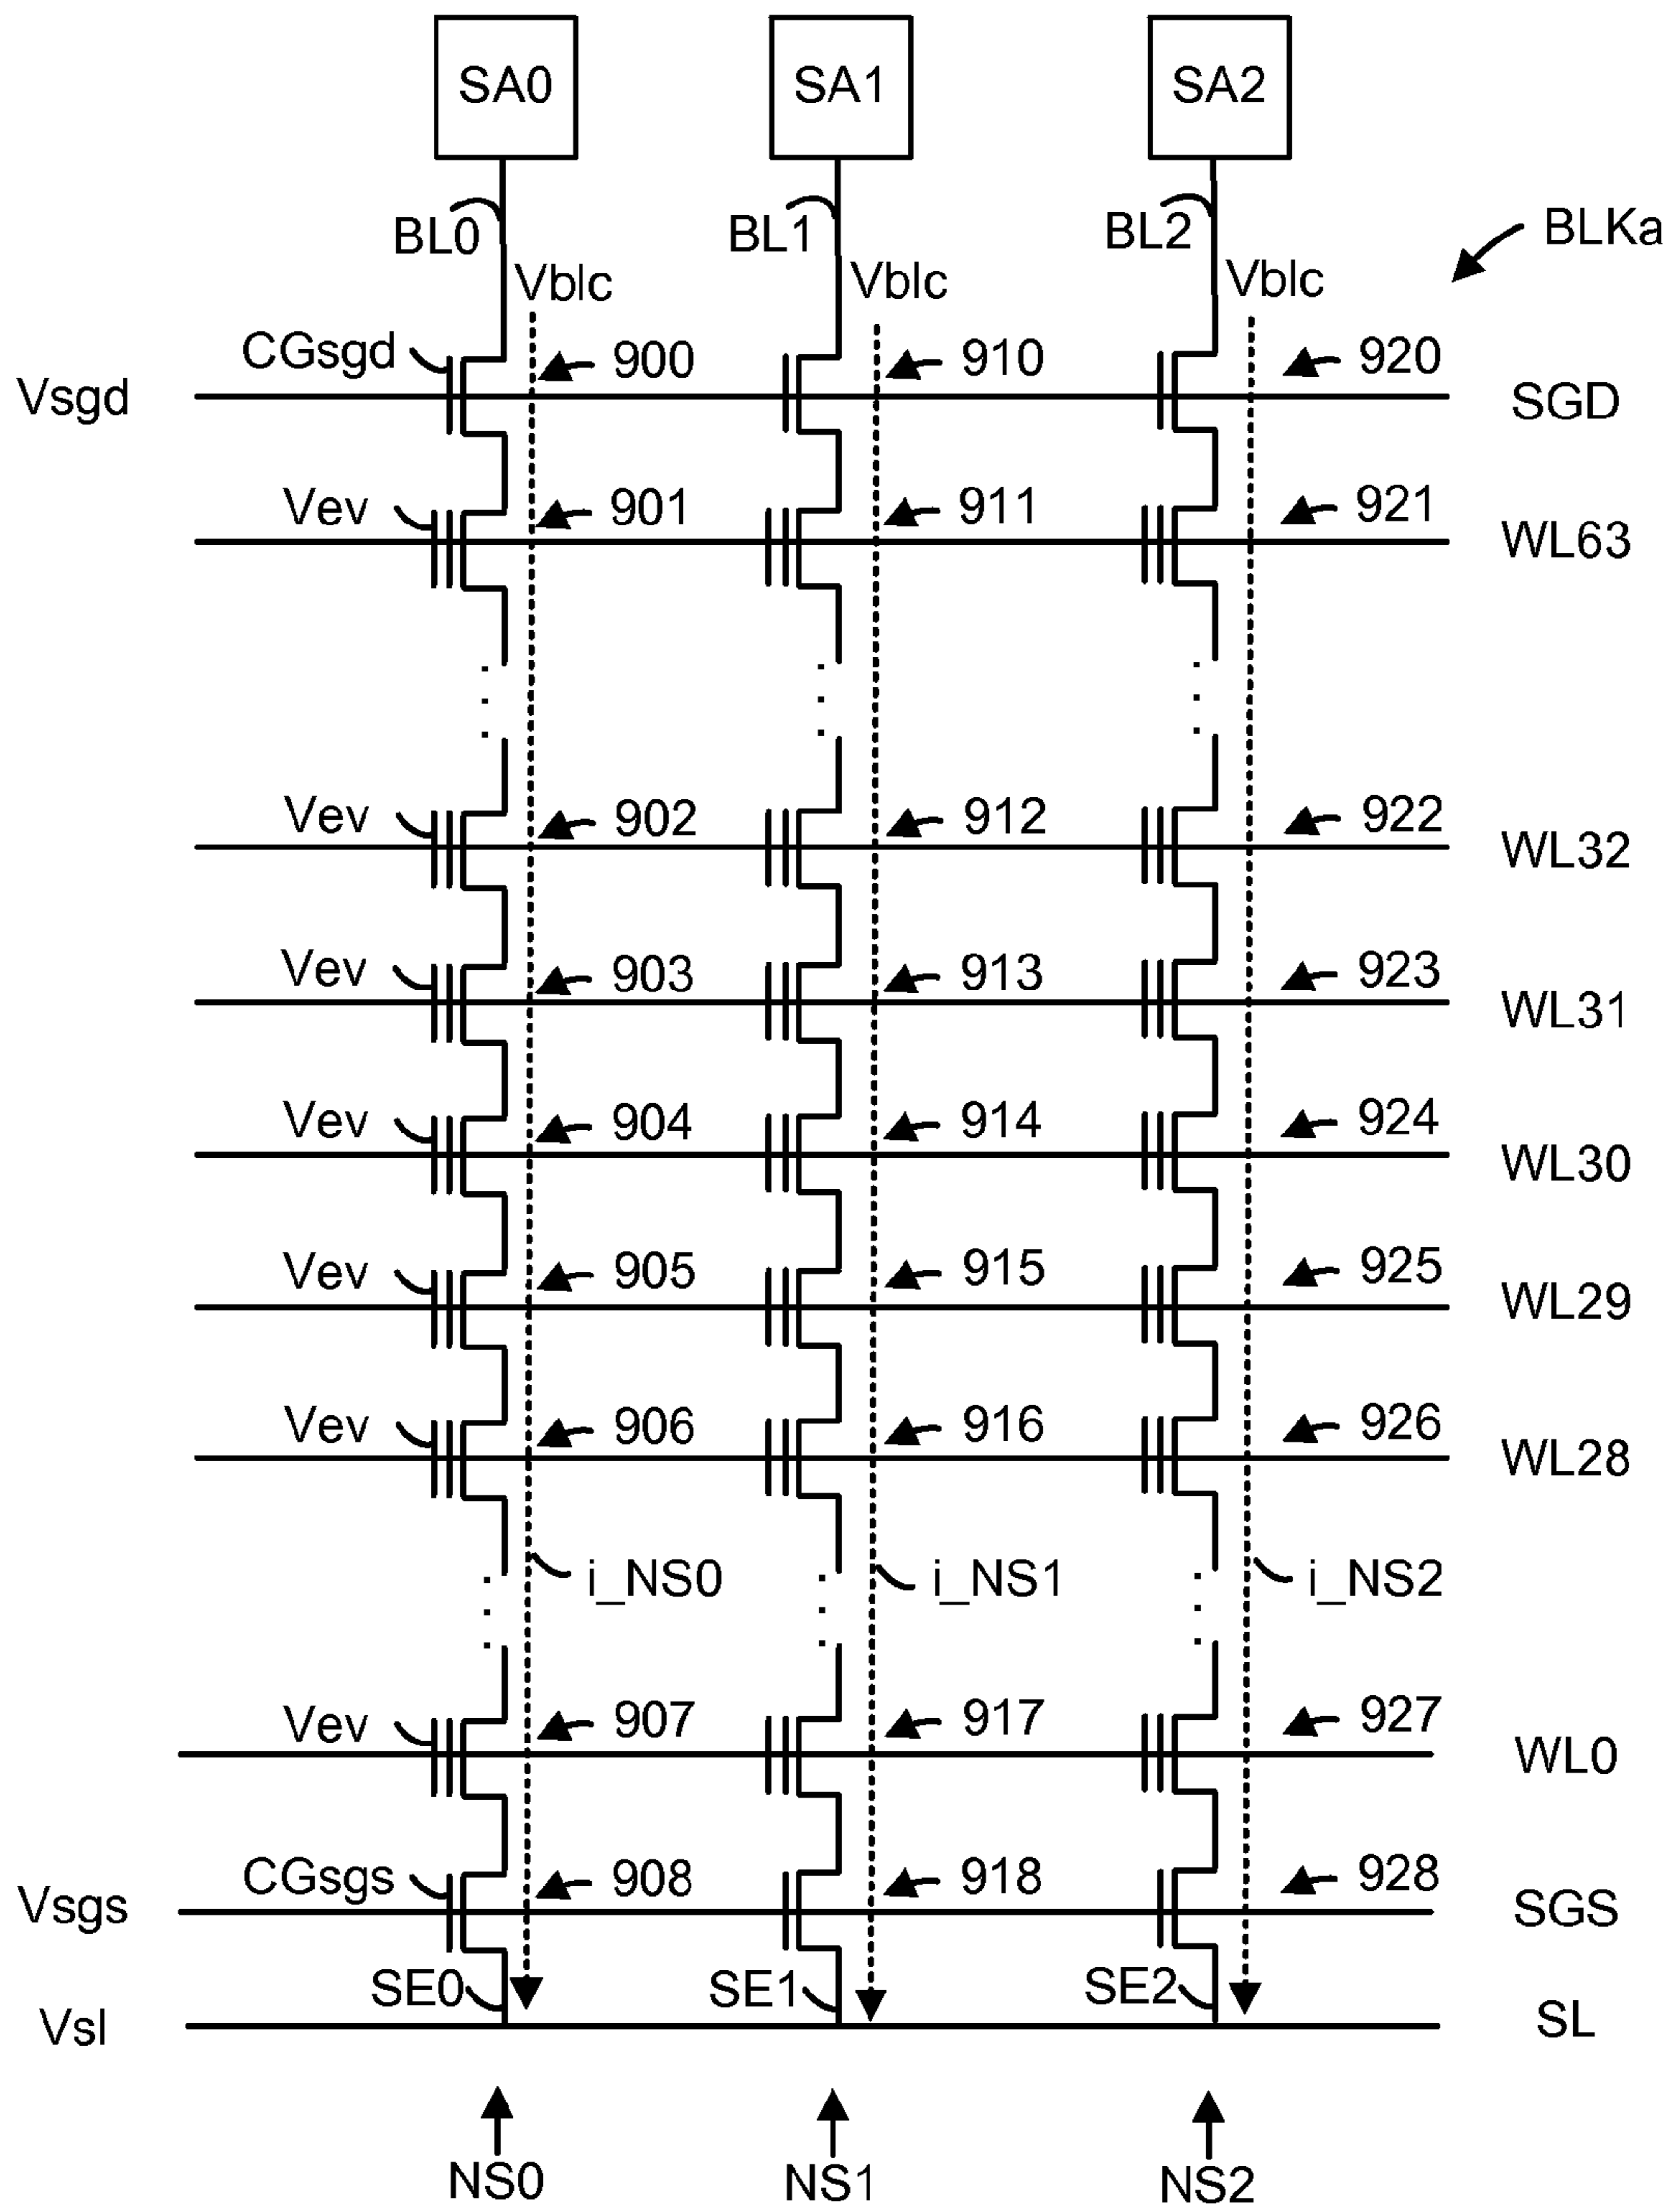 SA0 SA1 SA2
BL0 BL1 BL2 BLKa
Vblc Vblc Vblc
CGsgd 900 910 920
Vsgd SGD
Vev 901 911 921
WL63
Vev 902 912 922
WL32
Vev 903 913 923
WL31
Vev 904 914 924
WL30
Vev 905 915 925
WL29
Vev 906 916 926
WL28
i_NS0 i_NS1 i_NS2
Vev 907 917 927
WL0
CGsgs 908 918 928
Vsgs SGS
SE0 SE1 SE2
Vsl SL
NS0 NS1 NS2